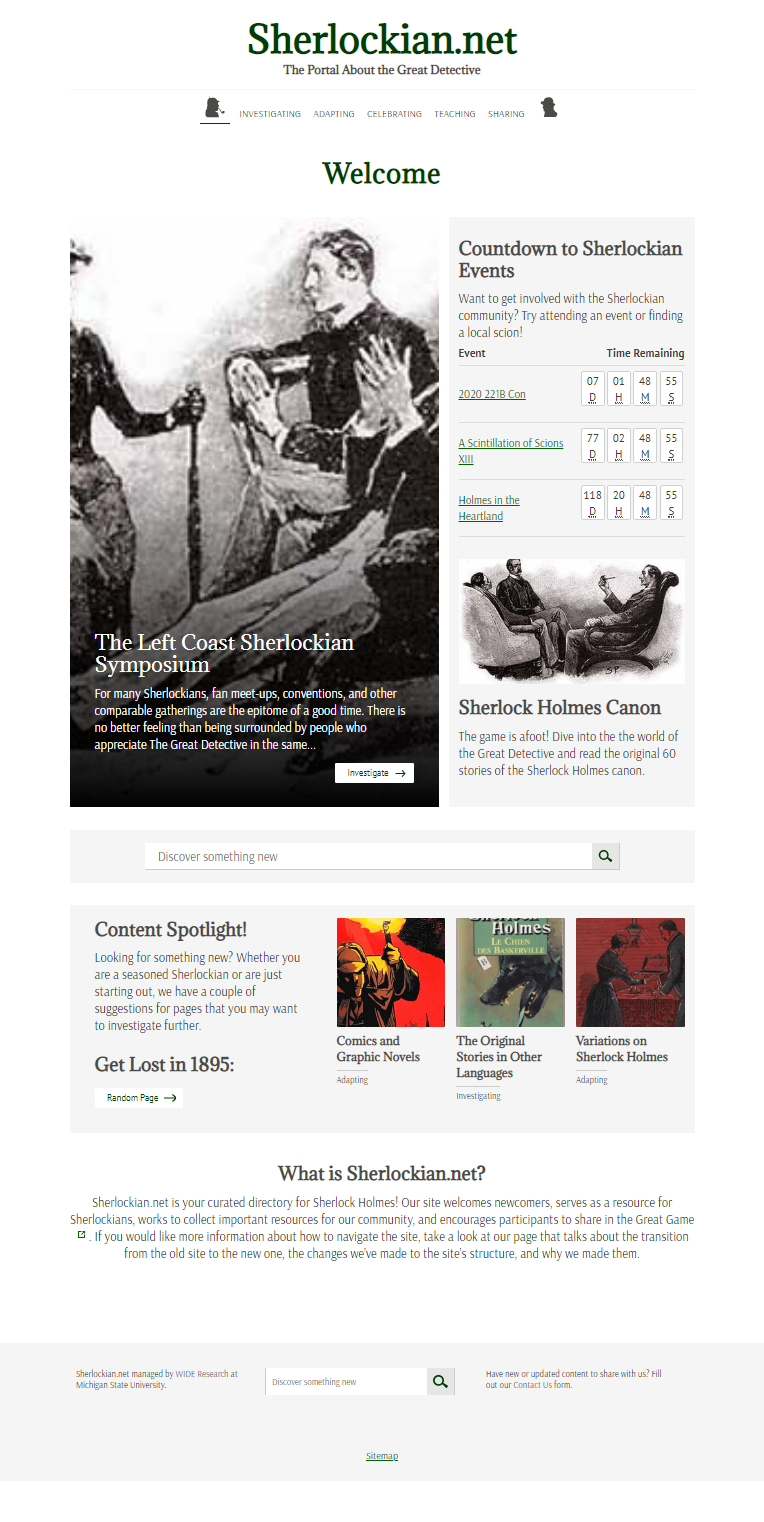 Sherlockian.net
The Portal About the Great Detective
INVESTIGATING ADAPTING CELEBRATING TEACHING SHARING
Welcome
The Left Coast Sherlockian
Symposium
For many Sherlockians, fan meet-ups, conventions, and other
comparable gatherings are the epitome of a good time. There is
no better feeling than being surrounded by people who
appreciate The Great Detective in the same...
Investigate
Countdown to Sherlockian
Events
Want to get involved with the Sherlockian
community? Try attending an event or finding
a local scion!
Event Time Remaining
2020 221B Con
07 01 48 55
D H M S
A Scintillation of Scions
XIII
77 02 48 55
D H M S
Holmes in the
Heartland
118 20 48 55
D H M S
SP
Sherlock Holmes Canon
The game is afoot! Dive into the the world of
the Great Detective and read the original 60
stories of the Sherlock Holmes canon.
Discover something new
Content Spotlight!
Looking for something new? Whether you
are a seasoned Sherlockian or are just
starting out, we have a couple of
suggestions for pages that you may want
to investigate further.
Get Lost in 1895:
Random Page
Comics and
Graphic Novels
Adapting
Sherlock
Holmes
LE CHIEN
DES BASKERVILLE
B
The Original
Stories in Other
Languages
Investigating
Variations on
Sherlock Holmes
Adapting
What is Sherlockian.net?
Sherlockian.net is your curated directory for Sherlock Holmes! Our site welcomes newcomers, serves as a resource for
Sherlockians, works to collect important resources for our community, and encourages participants to share in the Great Game
. If you would like more information about how to navigate the site, take a look at our page that talks about the transition
from the old site to the new one, the changes we've made to the site's structure, and why we made them.
Sherlockian.net managed by WIDE Research at
Michigan State University.
Discover something new
Have new or updated content to share with us? Fill
out our Contact Us form.
Sitemap